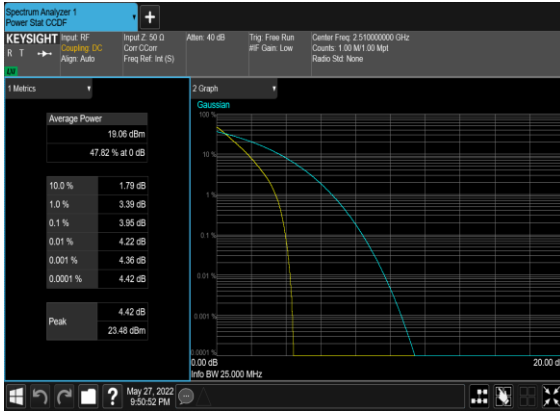 Spectrum Analyzer 1
Power Stat CCDF
+
KEYSIGHT
R T
Input: RF
Coupling: DC
Align: Auto
Input Z: 50 Ω
Corr CCorr
Freq Ref: Int (S)
Atten: 40 dB
Trig: Free Run
#IF Gain: Low
Center Freq: 2.510000000 GHz
Counts: 1.00 M/1.00 Mpt
Radio Std: None
1 Metrics
Average Power
19.06 dBm
47.82 % at 0 dB
10.0 % 1.79 dB
1.0 % 3.39 dB
0.1 % 3.95 dB
0.01 % 4.22 dB
0.001 % 4.36 dB
0.0001 % 4.42 dB
Peak
4.42 dB
23.48 dBm
2 Graph
Gaussian
100 %
10 %
1 %
0.1 %
0.01 %
0.001 %
0.0001 %
0.00 dB
20.00 d
Info BW 25.000 MHz
?
May 27, 2022
9:50:52 PM